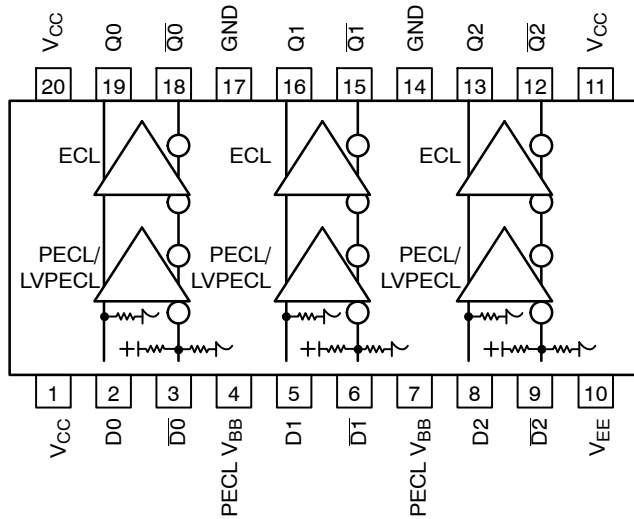 VCC Q0 Q̅0̅ GND Q1 Q̅1̅ GND Q2 Q̅2̅ VCC
20 19 18 17 16 15 14 13 12 11
ECL ECL ECL
PECL/ PECL/ PECL/
LVPECL LVPECL LVPECL
1 2 3 4 5 6 7 8 9 10
VCC D0 D̅0̅ PECL VBB D1 D̅1̅ PECL VBB D2 D̅2̅ VEE